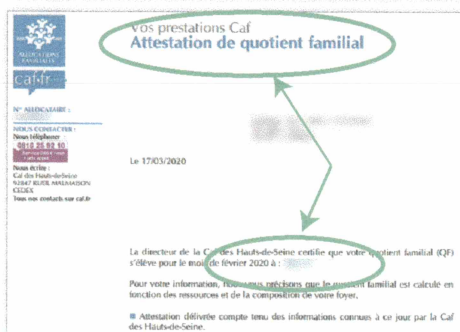 Vos prestations Caf
Attestation de quotient familial
ALLOCATIONS
FAMILIALES
caf.fr
N° ALLOCATAIRE :
NOUS CONTACTER :
Nous téléphoner
0810 25 92 10
Nous écrire :
Caf des Hauts-de-Seine
92847 RUEIL MALMAISON
CEDEX
Tous nos contacts sur caf.fr
Le 17/03/2020
Le directeur de la Caf des Hauts-de-Seine certifie que votre quotient familial (QF)
s'élève pour le mois de février 2020 à :
Pour votre information, nous vous précisons que le quotient familial est calculé en
fonction des ressources et de la composition de votre foyer.
Attestation délivrée compte tenu des informations connues à ce jour par la Caf
des Hauts-de-Seine.